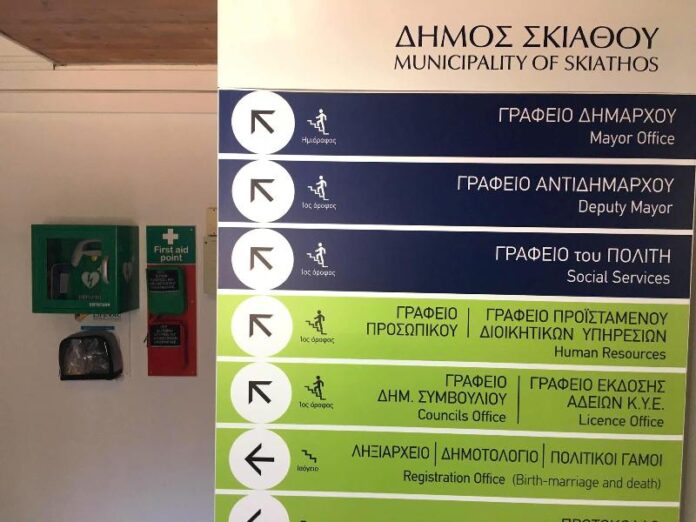 ΔΗΜΟΣ ΣΚΙΑΘΟΥ
MUNICIPALITY OF SKIATHOS
Ημιόροφος
ΓΡΑΦΕΙΟ ΔΗΜΑΡΧΟΥ
Mayor Office
1ος όροφος
ΓΡΑΦΕΙΟ ΑΝΤΙΔΗΜΑΡΧΟΥ
Deputy Mayor
1ος όροφος
ΓΡΑΦΕΙΟ του ΠΟΛΙΤΗ
Social Services
1ος όροφος
ΓΡΑΦΕΙΟ
ΠΡΟΣΩΠΙΚΟΥ
ΓΡΑΦΕΙΟ ΠΡΟΪΣΤΑΜΕΝΟΥ
ΔΙΟΙΚΗΤΙΚΩΝ ΥΠΗΡΕΣΙΩΝ
Human Resources
1ος όροφος
ΓΡΑΦΕΙΟ
ΔΗΜ. ΣΥΜΒΟΥΛΙΟΥ
Councils Office
ΓΡΑΦΕΙΟ ΕΚΔΟΣΗΣ
ΑΔΕΙΩΝ Κ.Υ.Ε.
Licence Office
Ισόγειο
ΛΗΞΙΑΡΧΕΙΟ | ΔΗΜΟΤΟΛΟΓΙΟ | ΠΟΛΙΤΙΚΟΙ ΓΑΜΟΙ
Registration Office (Birth-marriage and death)
First aid
point